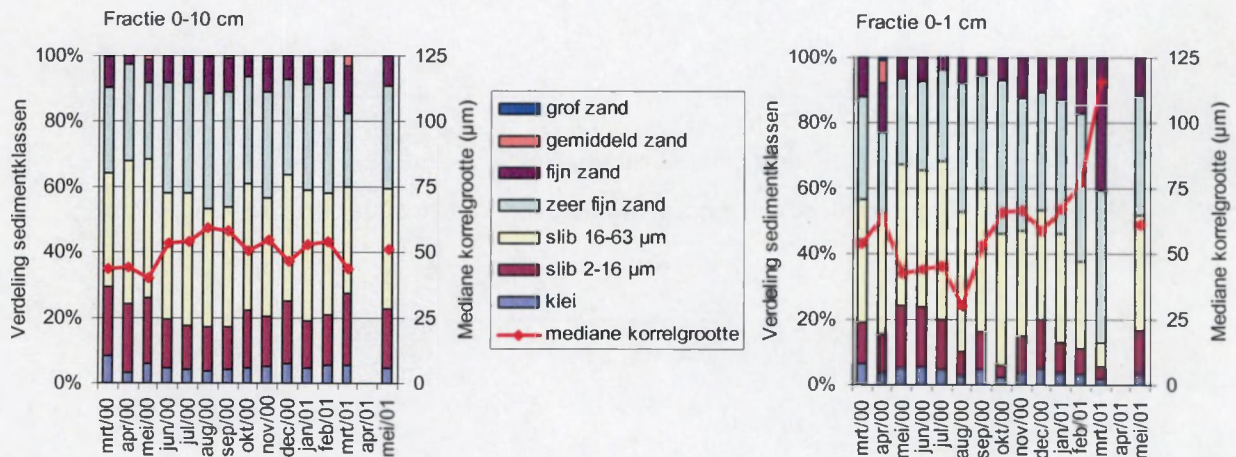 Fractie 0-10 cm
100%
80%
60%
40%
20%
0%
Verdeling sedimentklassen
125
100
75
50
25
0
Mediane korrelgrootte (µm)
mrt/00
apr/00
mei/00
jun/00
jul/00
aug/00
sep/00
okt/00
nov/00
dec/00
jan/01
feb/01
mrt/01
apr/01
mei/01
grof zand
gemiddeld zand
fijn zand
zeer fijn zand
slib 16-63 µm
slib 2-16 µm
klei
mediane korrelgrootte
Fractie 0-1 cm
100%
80%
60%
40%
20%
0%
Verdeling sedimentklassen
125
100
75
50
25
0
Mediane korrelgrootte (µm)
mrt/00
apr/00
mei/00
jun/00
jul/00
aug/00
sep/00
okt/00
nov/00
dec/00
jan/01
feb/01
mrt/01
apr/01
mei/01